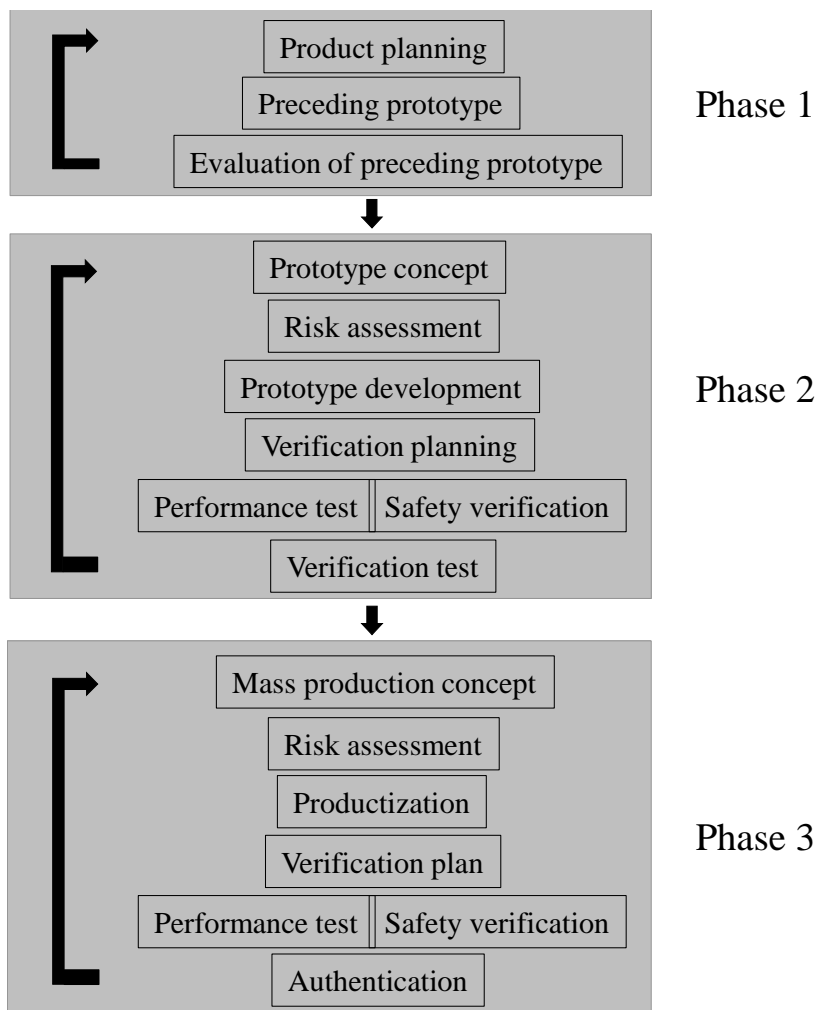 Product planning
Preceding prototype
Phase 1
Evaluation of preceding prototype
Prototype concept
Risk assessment
Prototype development
Phase 2
Verification planning
Performance test
Safety verification
Verification test
Mass production concept
Risk assessment
Productization
Phase 3
Verification plan
Performance test
Safety verification
Authentication